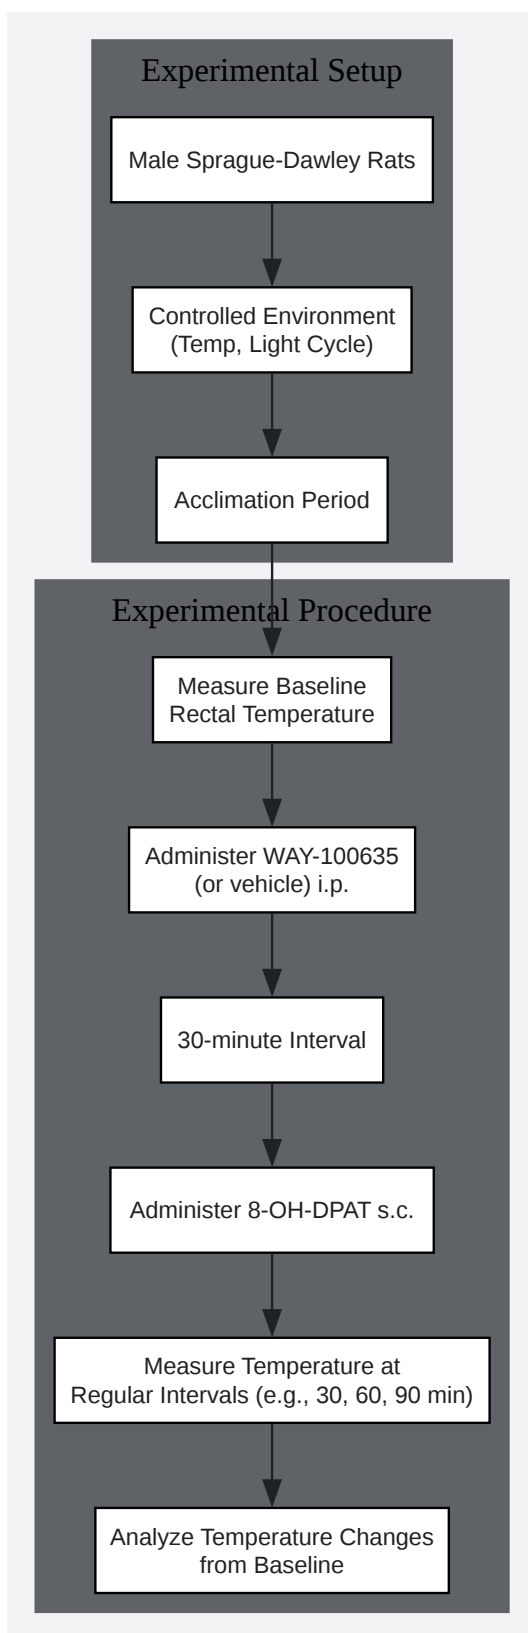 Experimental Setup
Male Sprague-Dawley Rats
Controlled Environment
(Temp, Light Cycle)
Acclimation Period
Experimental Procedure
Measure Baseline
Rectal Temperature
Administer WAY-100635
(or vehicle) i.p.
30-minute Interval
Administer 8-OH-DPAT s.c.
Measure Temperature at
Regular Intervals (e.g., 30, 60, 90 min)
Analyze Temperature Changes
from Baseline